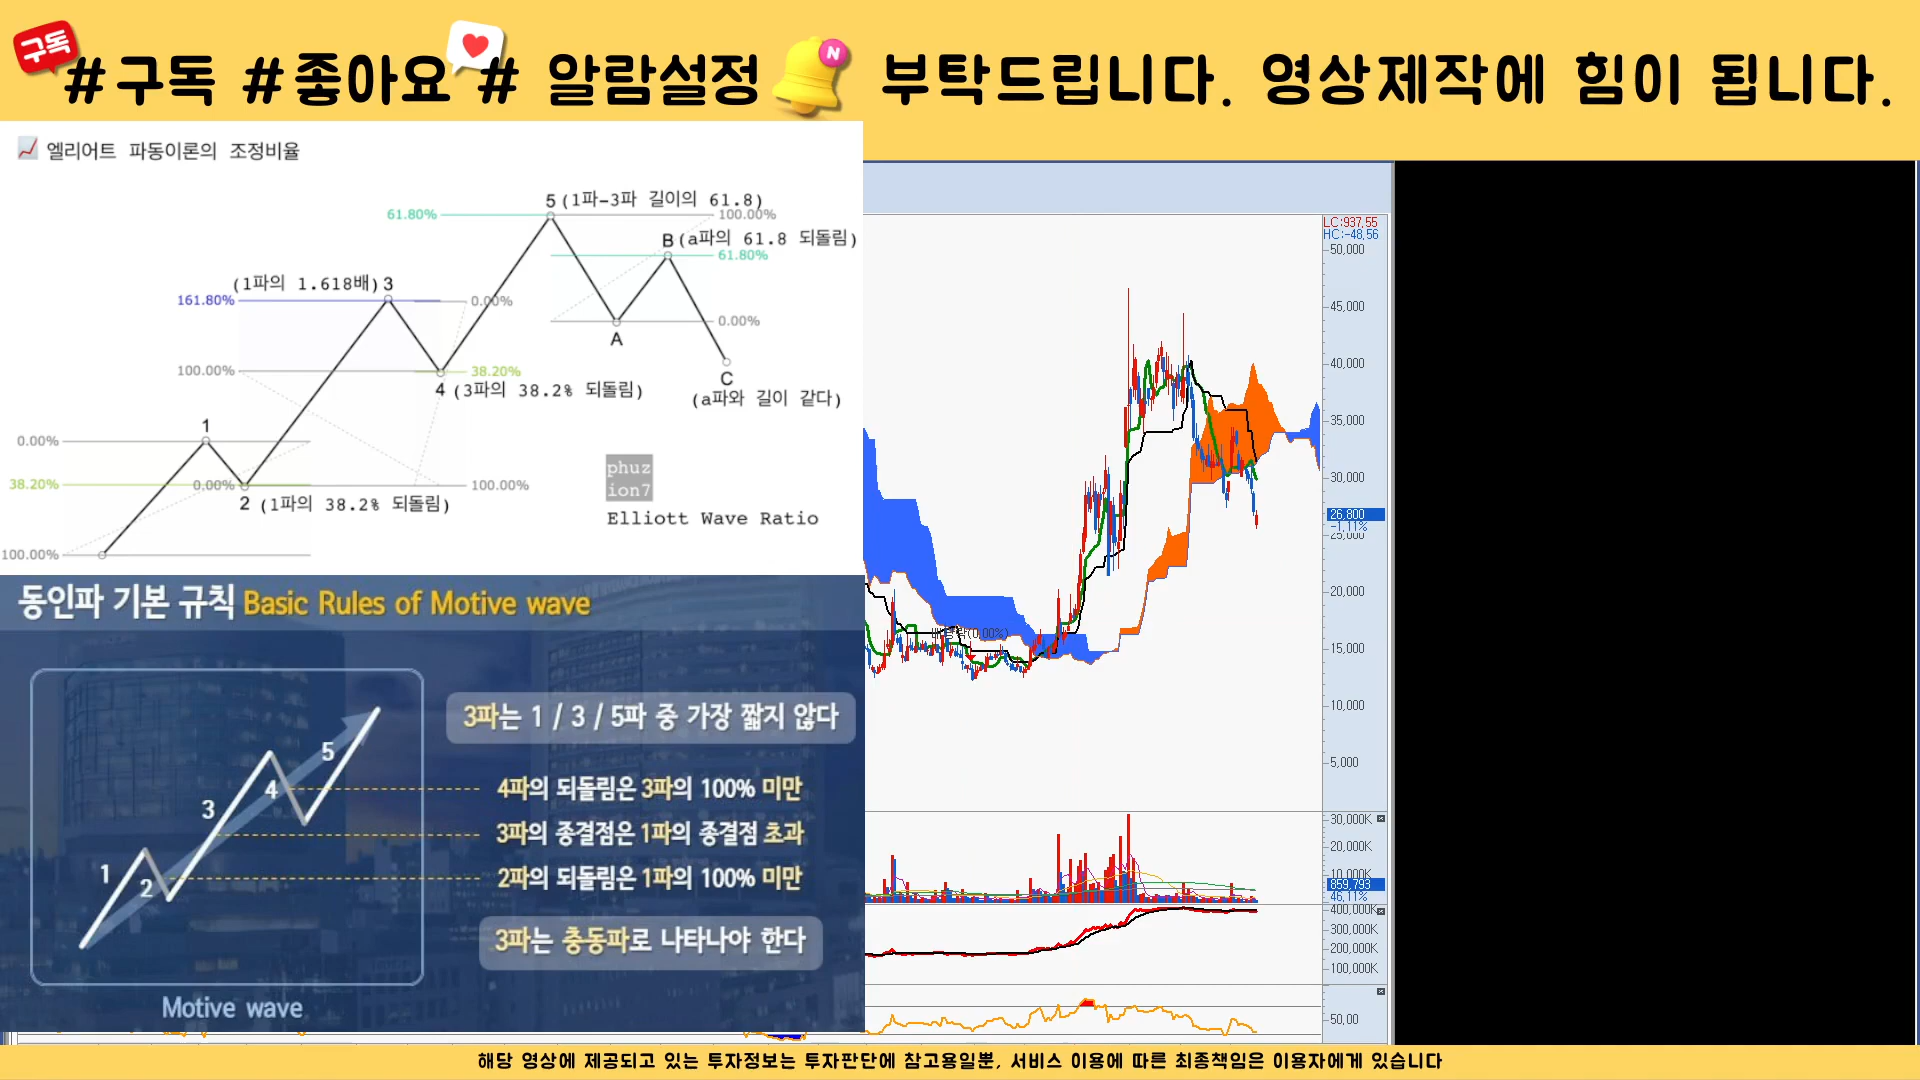 구독
#구독 #좋아요 # 알람설정 N 부탁드립니다. 영상제작에 힘이 됩니다.
엘리어트 파동이론의 조정비율
5 (1파-3파 길이의 61.8)
61.80%
100.00%
B (a파의 61.8 되돌림)
61.80%
(1파의 1.618배) 3
161.80%
0.00%
0.00%
A
100.00%
38.20%
C
4 (3파의 38.2% 되돌림)
(a파와 길이 같다)
1
0.00%
38.20%
0.00%
100.00%
2 (1파의 38.2% 되돌림)
100.00%
phuz
ion7
Elliott Wave Ratio
동인파 기본 규칙 Basic Rules of Motive wave
3파는 1 / 3 / 5파 중 가장 짧지 않다
4파의 되돌림은 3파의 100% 미만
3파의 종결점은 1파의 종결점 초과
2파의 되돌림은 1파의 100% 미만
3파는 충동파로 나타나야 한다
1
2
3
4
5
Motive wave
LC:937,55
HC:-48,56
50,000
45,000
40,000
35,000
30,000
26,800
-1,11%
25,000
20,000
15,000
10,000
5,000
(0,00%)
30,000K
20,000K
10,000K
859,793
46,11%
400,000K
300,000K
200,000K
100,000K
50,00
해당 영상에 제공되고 있는 투자정보는 투자판단에 참고용일뿐, 서비스 이용에 따른 최종책임은 이용자에게 있습니다